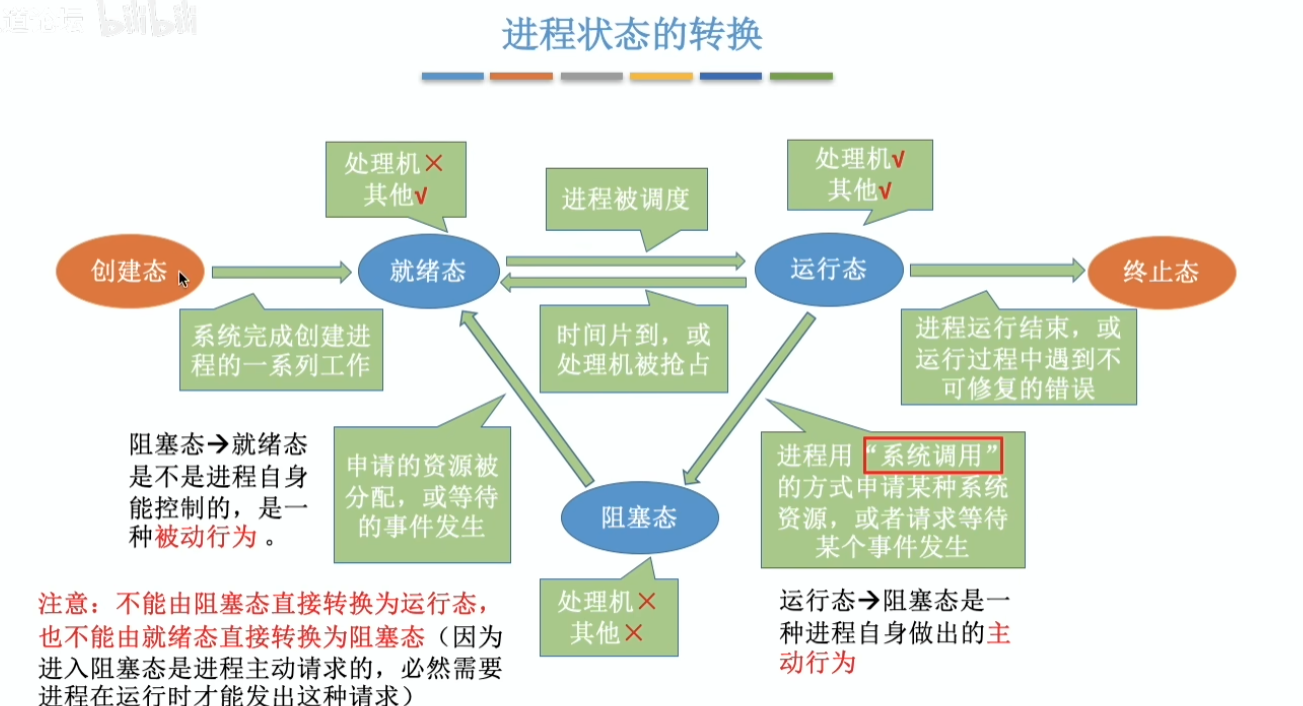 bilibili
进程状态的转换
处理机×
其他√
进程被调度
处理机√
其他√
创建态
就绪态
运行态
终止态
系统完成创建进
程的一系列工作
时间片到，或
处理机被抢占
进程运行结束，或
运行过程中遇到不
可修复的错误
阻塞态→就绪态
是不是进程自身
能控制的，是一
种被动行为。
申请的资源被
分配，或等待
的事件发生
阻塞态
进程用“系统调用”
的方式申请某种系统
资源，或者请求等待
某个事件发生
处理机×
其他×
运行态→阻塞态是一
种进程自身做出的主
动行为
注意：不能由阻塞态直接转换为运行态，
也不能由就绪态直接转换为阻塞态（因为
进入阻塞态是进程主动请求的，必然需要
进程在运行时才能发出这种请求）